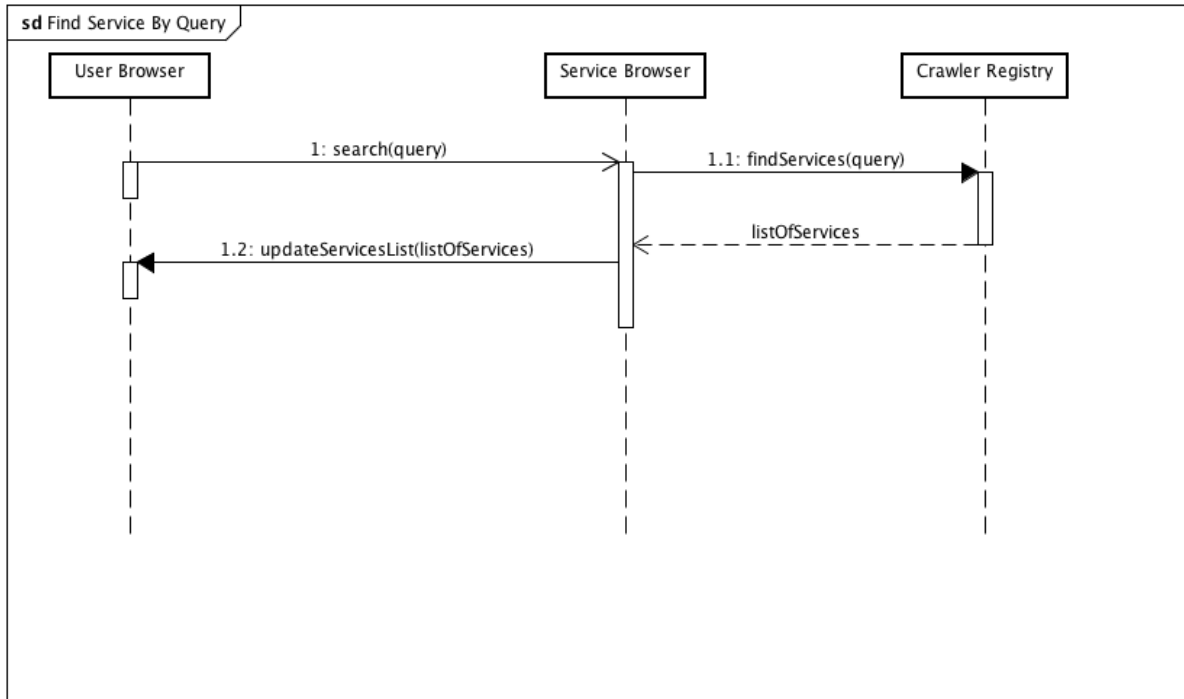 sd Find Service By Query
User Browser
Service Browser
Crawler Registry
1: search(query)
1.1: findServices(query)
listOfServices
1.2: updateServicesList(listOfServices)